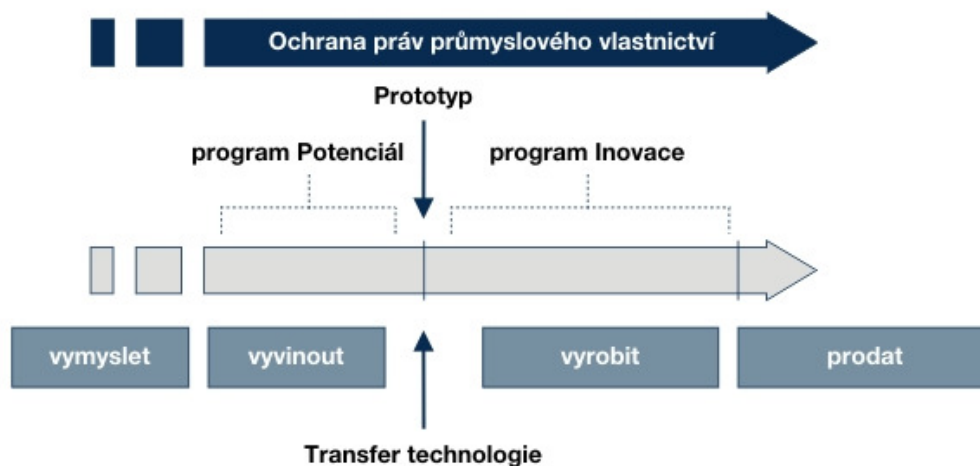 Ochrana práv průmyslového vlastnictví
Prototyp
program Potenciál
program Inovace
vymyslet
vyvinout
vyrobit
prodat
Transfer technologie